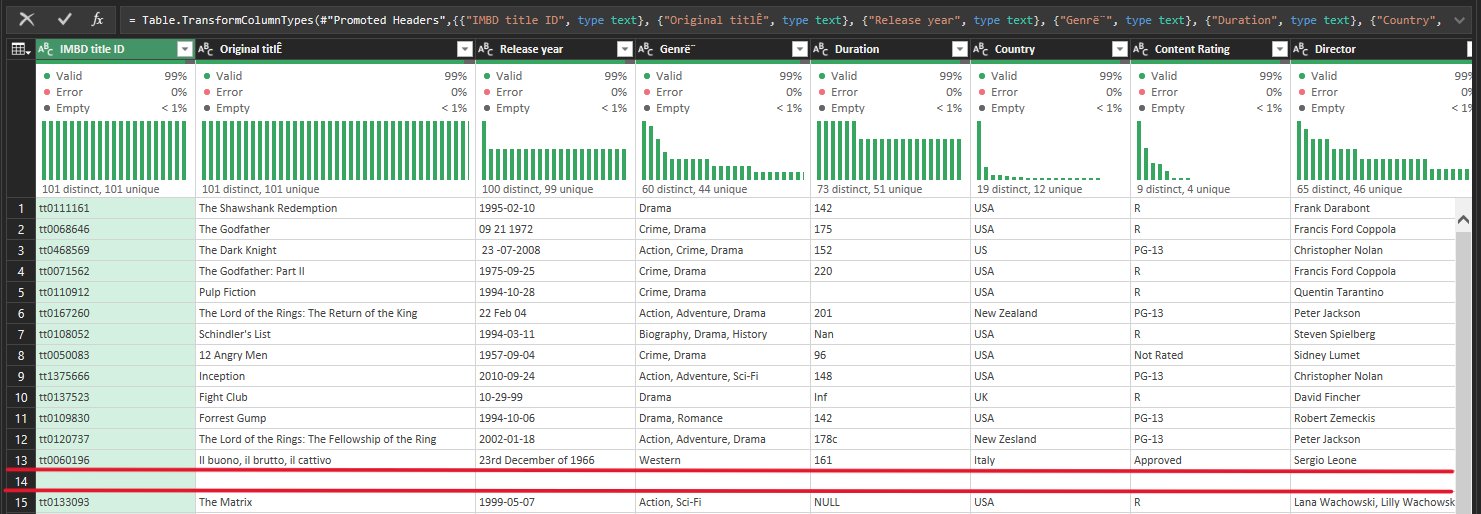 fx = Table.TransformColumnTypes(#"Promoted Headers",{{"IMBD title ID", type text}, {"Original titlÊ", type text}, {"Release year", type text}, {"Genrë¨", type text}, {"Duration", type text}, {"Country",
IMBD title ID Original titlÊ Release year Genrë¨ Duration Country Content Rating Director
Valid 99% Valid 99% Valid 99% Valid 99% Valid 99% Valid 99% Valid 99% Valid 99%
Error 0% Error 0% Error 0% Error 0% Error 0% Error 0% Error 0% Error 0%
Empty < 1% Empty < 1% Empty < 1% Empty < 1% Empty < 1% Empty < 1% Empty < 1% Empty < 1
101 distinct, 101 unique 101 distinct, 101 unique 100 distinct, 99 unique 60 distinct, 44 unique 73 distinct, 51 unique 19 distinct, 12 unique 9 distinct, 4 unique 65 distinct, 46 unique
1 tt0111161 The Shawshank Redemption 1995-02-10 Drama 142 USA R Frank Darabont
2 tt0068646 The Godfather 09 21 1972 Crime, Drama 175 USA R Francis Ford Coppola
3 tt0468569 The Dark Knight 23 -07-2008 Action, Crime, Drama 152 US PG-13 Christopher Nolan
4 tt0071562 The Godfather: Part II 1975-09-25 Crime, Drama 220 USA R Francis Ford Coppola
5 tt0110912 Pulp Fiction 1994-10-28 Crime, Drama USA R Quentin Tarantino
6 tt0167260 The Lord of the Rings: The Return of the King 22 Feb 04 Action, Adventure, Drama 201 New Zealand PG-13 Peter Jackson
7 tt0108052 Schindler's List 1994-03-11 Biography, Drama, History Nan USA R Steven Spielberg
8 tt0050083 12 Angry Men 1957-09-04 Crime, Drama 96 USA Not Rated Sidney Lumet
9 tt1375666 Inception 2010-09-24 Action, Adventure, Sci-Fi 148 USA PG-13 Christopher Nolan
10 tt0137523 Fight Club 10-29-99 Drama Inf UK R David Fincher
11 tt0109830 Forrest Gump 1994-10-06 Drama, Romance 142 USA PG-13 Robert Zemeckis
12 tt0120737 The Lord of the Rings: The Fellowship of the Ring 2002-01-18 Action, Adventure, Drama 178c New Zesland PG-13 Peter Jackson
13 tt0060196 Il buono, il brutto, il cattivo 23rd December of 1966 Western 161 Italy Approved Sergio Leone
14
15 tt0133093 The Matrix 1999-05-07 Action, Sci-Fi NULL USA R Lana Wachowski, Lilly Wachowsk